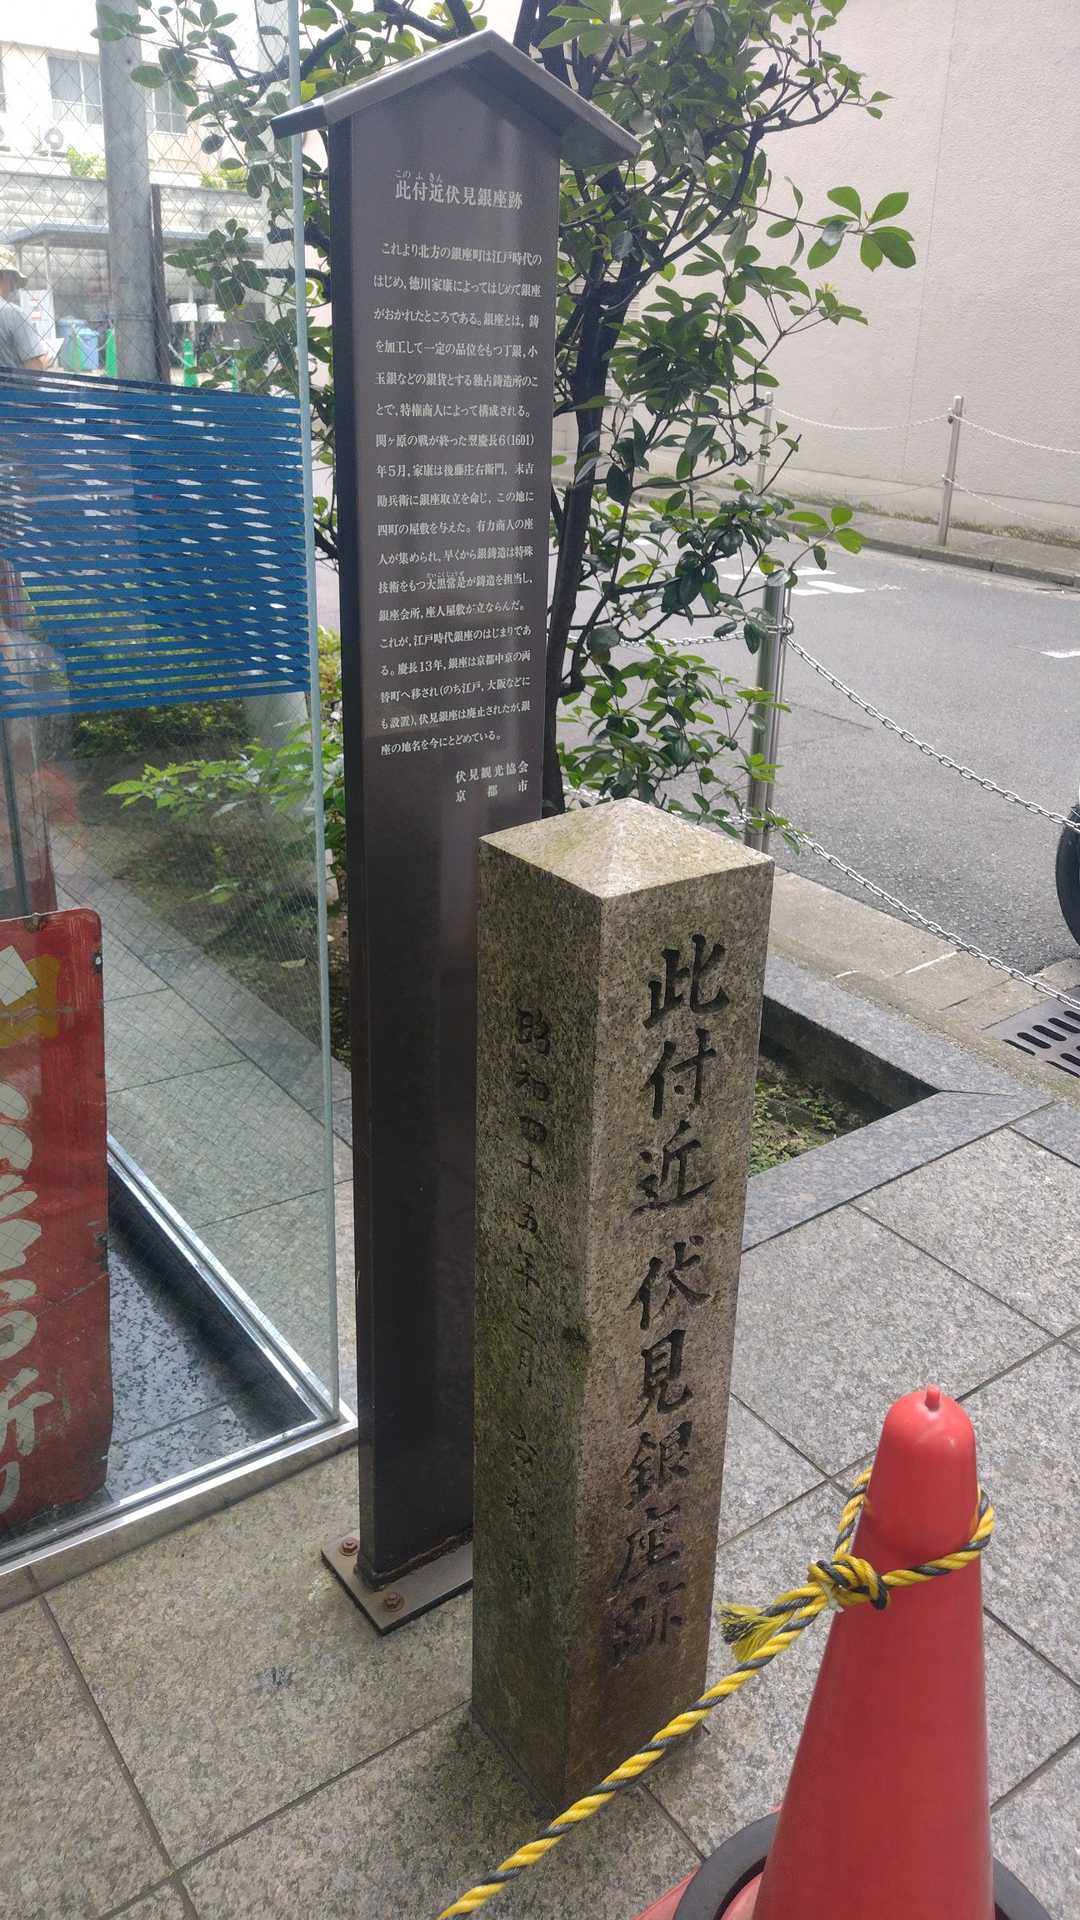 このふきん
此付近伏見銀座跡
これより北方の銀座町は江戸時代の
はじめ，徳川家康によってはじめて銀座
がおかれたところである。銀座とは，鋳
を加工して一定の品位をもつ丁銀，小
玉銀などの銀貨とする独占鋳造所のこ
とで，特権商人によって構成される。
関ヶ原の戦が終った翌慶長6(1601)
年5月，家康は後藤庄右衛門，末吉
勘兵衛に銀座取立を命じ，この地に
四町の屋敷を与えた。有力商人の座
人が集められ，早くから銀鋳造は特殊
だいこくじょうぜ
技術をもつ大黒常是が鋳造を担当し，
銀座会所，座人屋敷が立ならんだ。
これが，江戸時代銀座のはじまりであ
る。慶長13年，銀座は京都中京の両
替町へ移され(のち江戸，大阪などに
も設置)，伏見銀座は廃止されたが，銀
座の地名を今にとどめている。
伏見観光協会
京都市
此付近伏見銀座跡
昭和四十五年三月 京都市